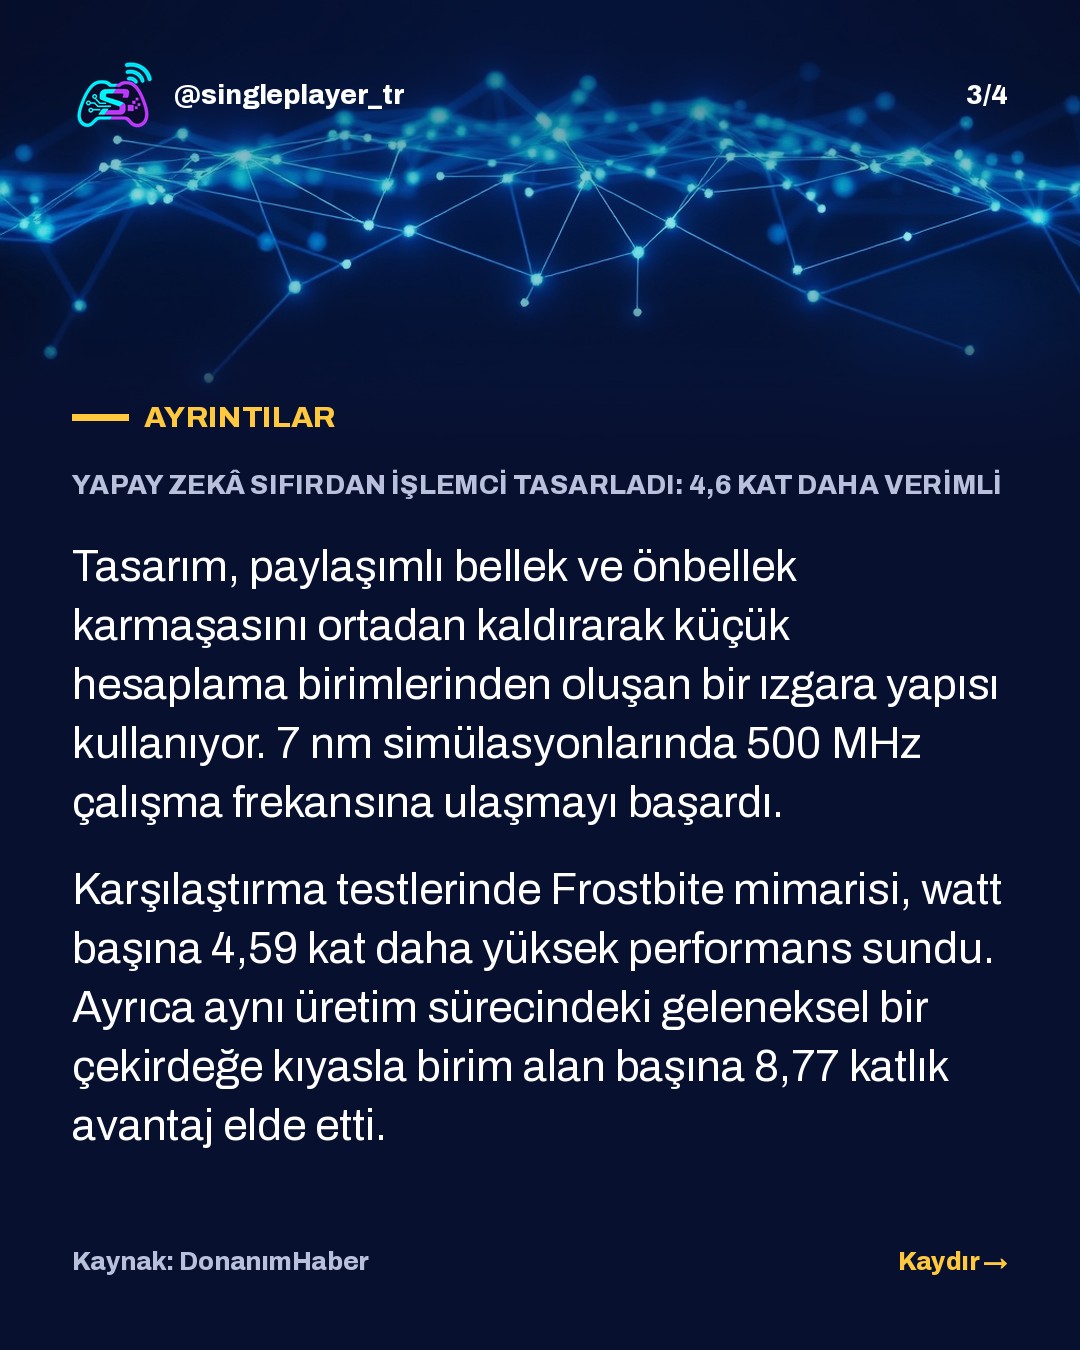 @singleplayer_tr
3/4
AYRINTILAR
YAPAY ZEKÂ SIFIRDAN İŞLEMCİ TASARLADI: 4,6 KAT DAHA VERİMLİ
Tasarım, paylaşımlı bellek ve önbellek
karmaşasını ortadan kaldırarak küçük
hesaplama birimlerinden oluşan bir ızgara yapısı
kullanıyor. 7 nm simülasyonlarında 500 MHz
çalışma frekansına ulaşmayı başardı.
Karşılaştırma testlerinde Frostbite mimarisi, watt
başına 4,59 kat daha yüksek performans sundu.
Ayrıca aynı üretim sürecindeki geleneksel bir
çekirdeğe kıyasla birim alan başına 8,77 katlık
avantaj elde etti.
Kaynak: DonanımHaber
Kaydır→